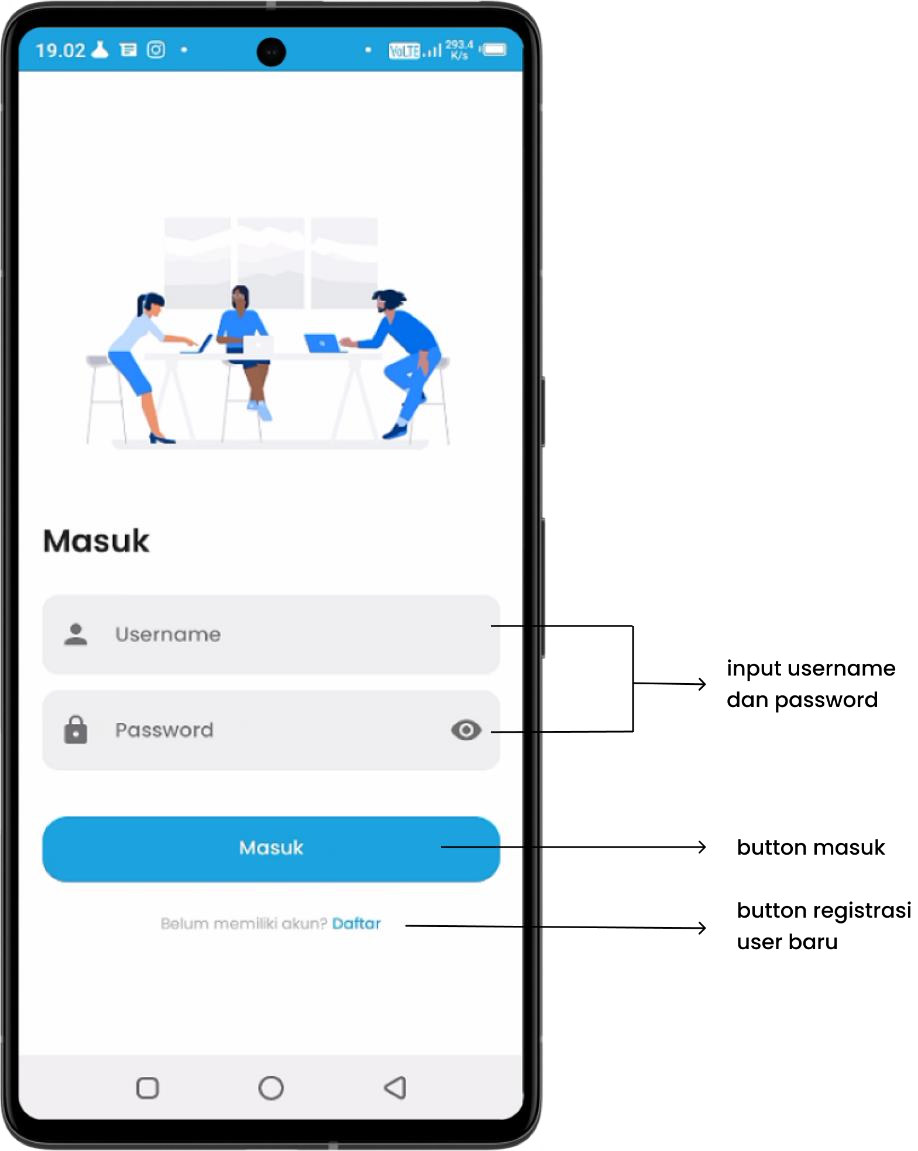 19.02
VoLTE 293.4 K/s
Masuk
Username
Password
input username
dan password
Masuk
button masuk
Belum memiliki akun? Daftar
button registrasi
user baru